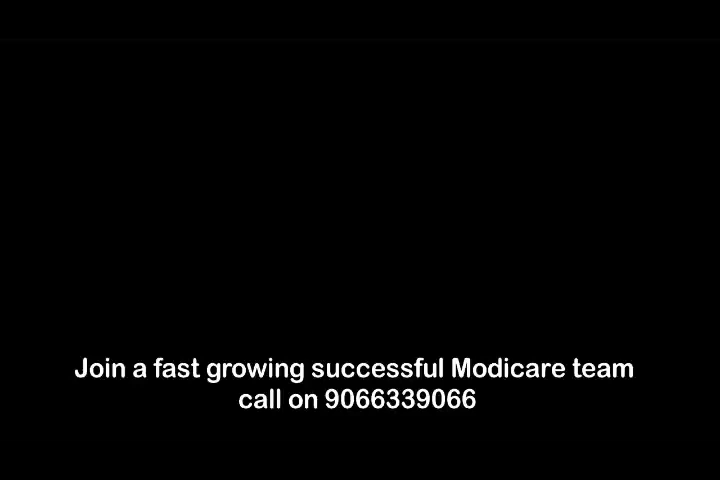 Join a fast growing successful Modicare team
call on 9066339066